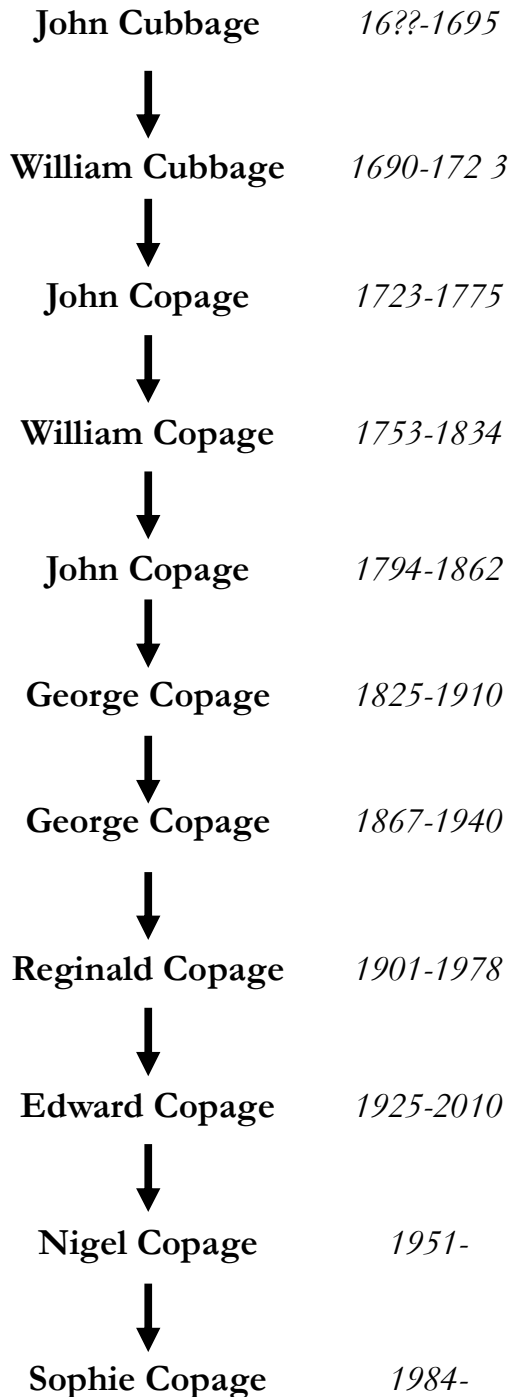 John Cubbage 16??-1695
William Cubbage 1690-172 3
John Copage 1723-1775
William Copage 1753-1834
John Copage 1794-1862
George Copage 1825-1910
George Copage 1867-1940
Reginald Copage 1901-1978
Edward Copage 1925-2010
Nigel Copage 1951-
Sophie Copage 1984-